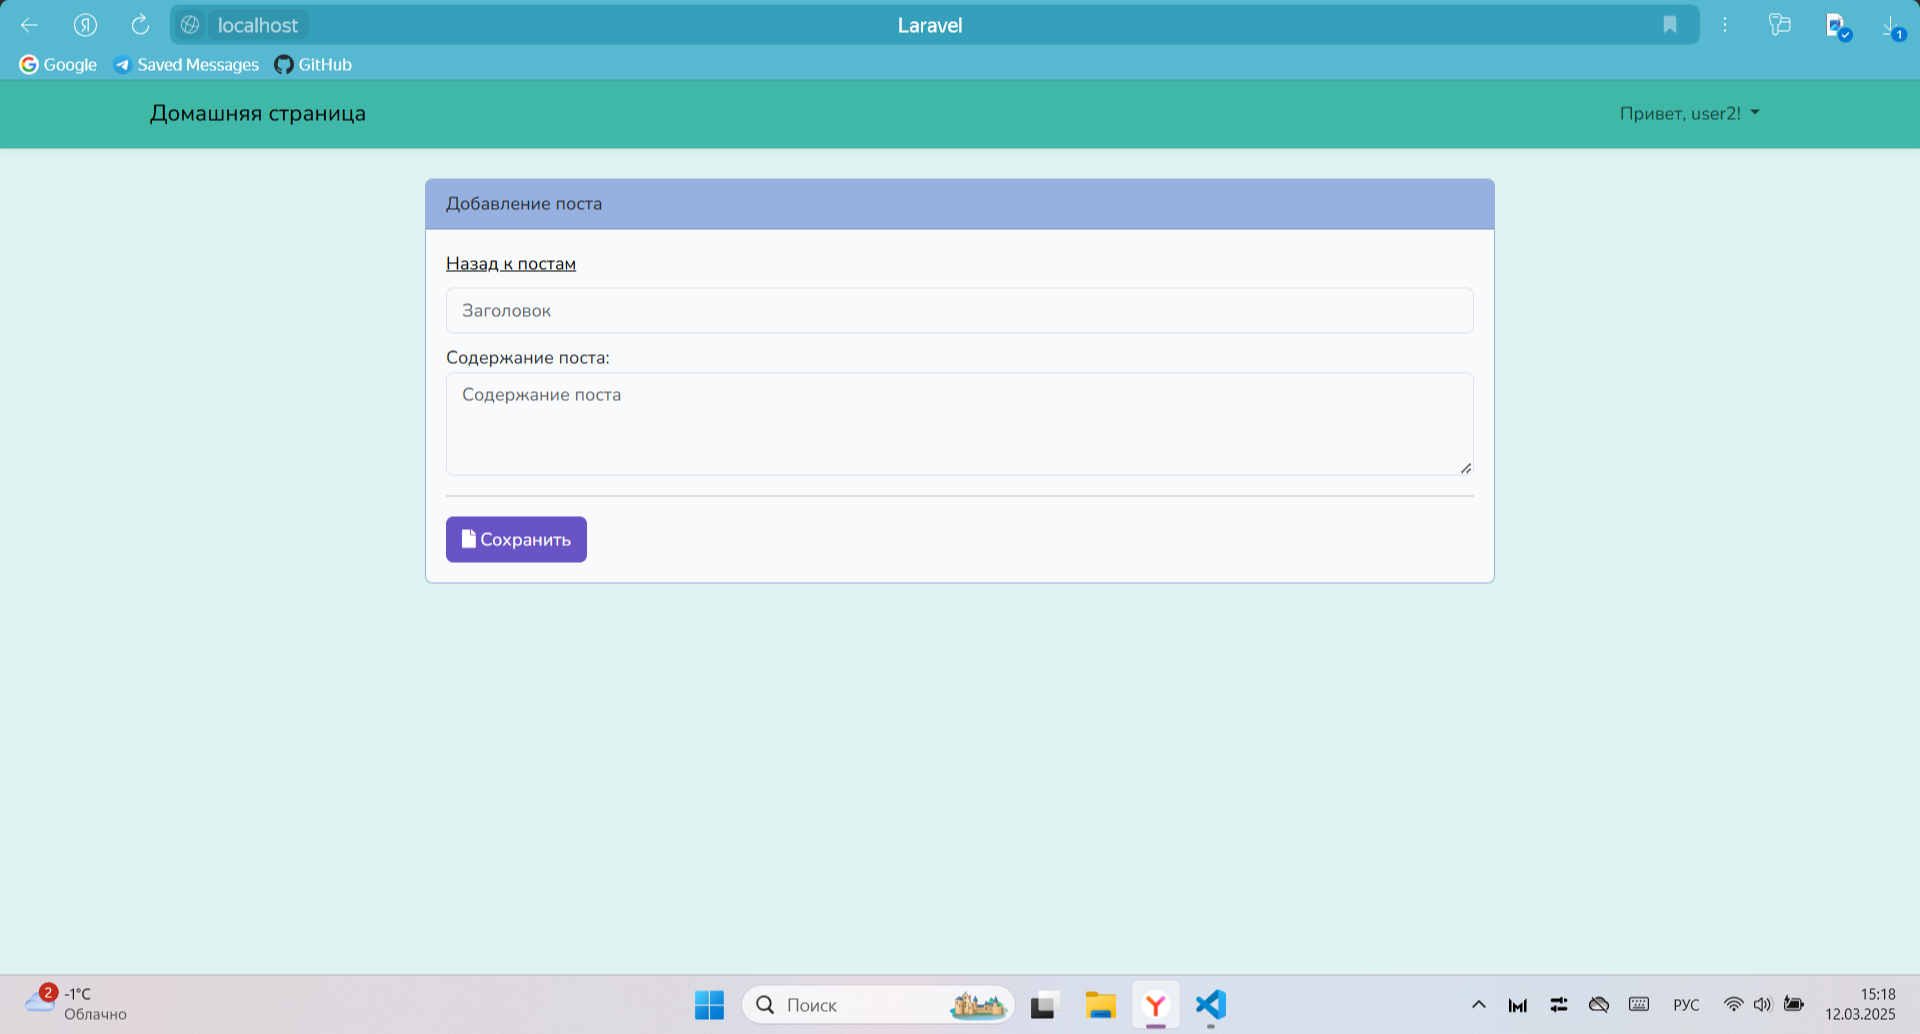 Я
localhost
Laravel
1
Google
Saved Messages
GitHub
Домашняя страница
Привет, user2!
Добавление поста
Назад к постам
Заголовок
Содержание поста:
Содержание поста
Сохранить
2
-1°C
Облачно
Поиск
РУС
15:18
12.03.2025